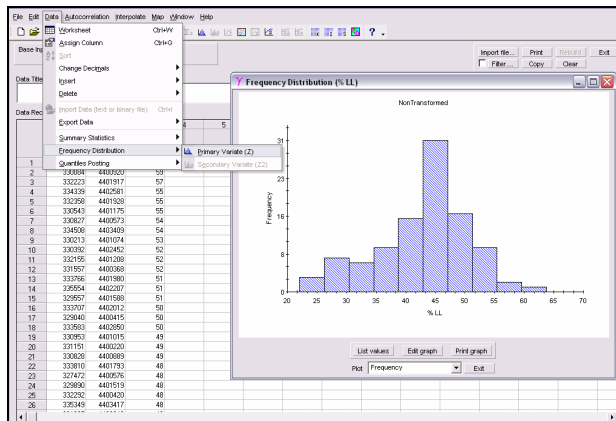 File Edit Data Autocorrelation Interpolate Map Window Help
Worksheet Ctrl+W
Assign Column Ctrl+G
Sort
Change Decimals
Insert
Delete
Import Data (text or binary file) Ctrl+I
Export Data
Summary Statistics
Frequency Distribution
Quantiles Posting
Primary Variate (Z)
Secondary Variate (Z2)
Import file... Print Rebuild Exit
Filter... Copy Clear
Data Title
4 5
1
2 330084 4400920 59
3 332223 4401917 57
4 334339 4402581 55
5 332358 4401928 55
6 330543 4401175 55
7 330827 4400573 54
8 334508 4403409 54
9 330213 4401074 53
10 330392 4402452 52
11 332155 4401208 52
12 331557 4400368 52
13 333766 4401980 51
14 335554 4402207 51
15 329557 4401588 51
16 333707 4402012 50
17 329040 4400415 50
18 333583 4402850 50
19 330953 4401015 49
20 331151 4400220 49
21 330828 4400889 49
22 333810 4401793 48
23 327472 4400576 48
24 329890 4401519 48
25 332292 4400420 48
26 335349 4403417 48
Frequency Distribution (% LL)
NonTransformed
Frequency
31
23
16
8
0
20 25 30 35 40 45 50 55 60 65 70
% LL
List values Edit graph Print graph
Plot Frequency Exit